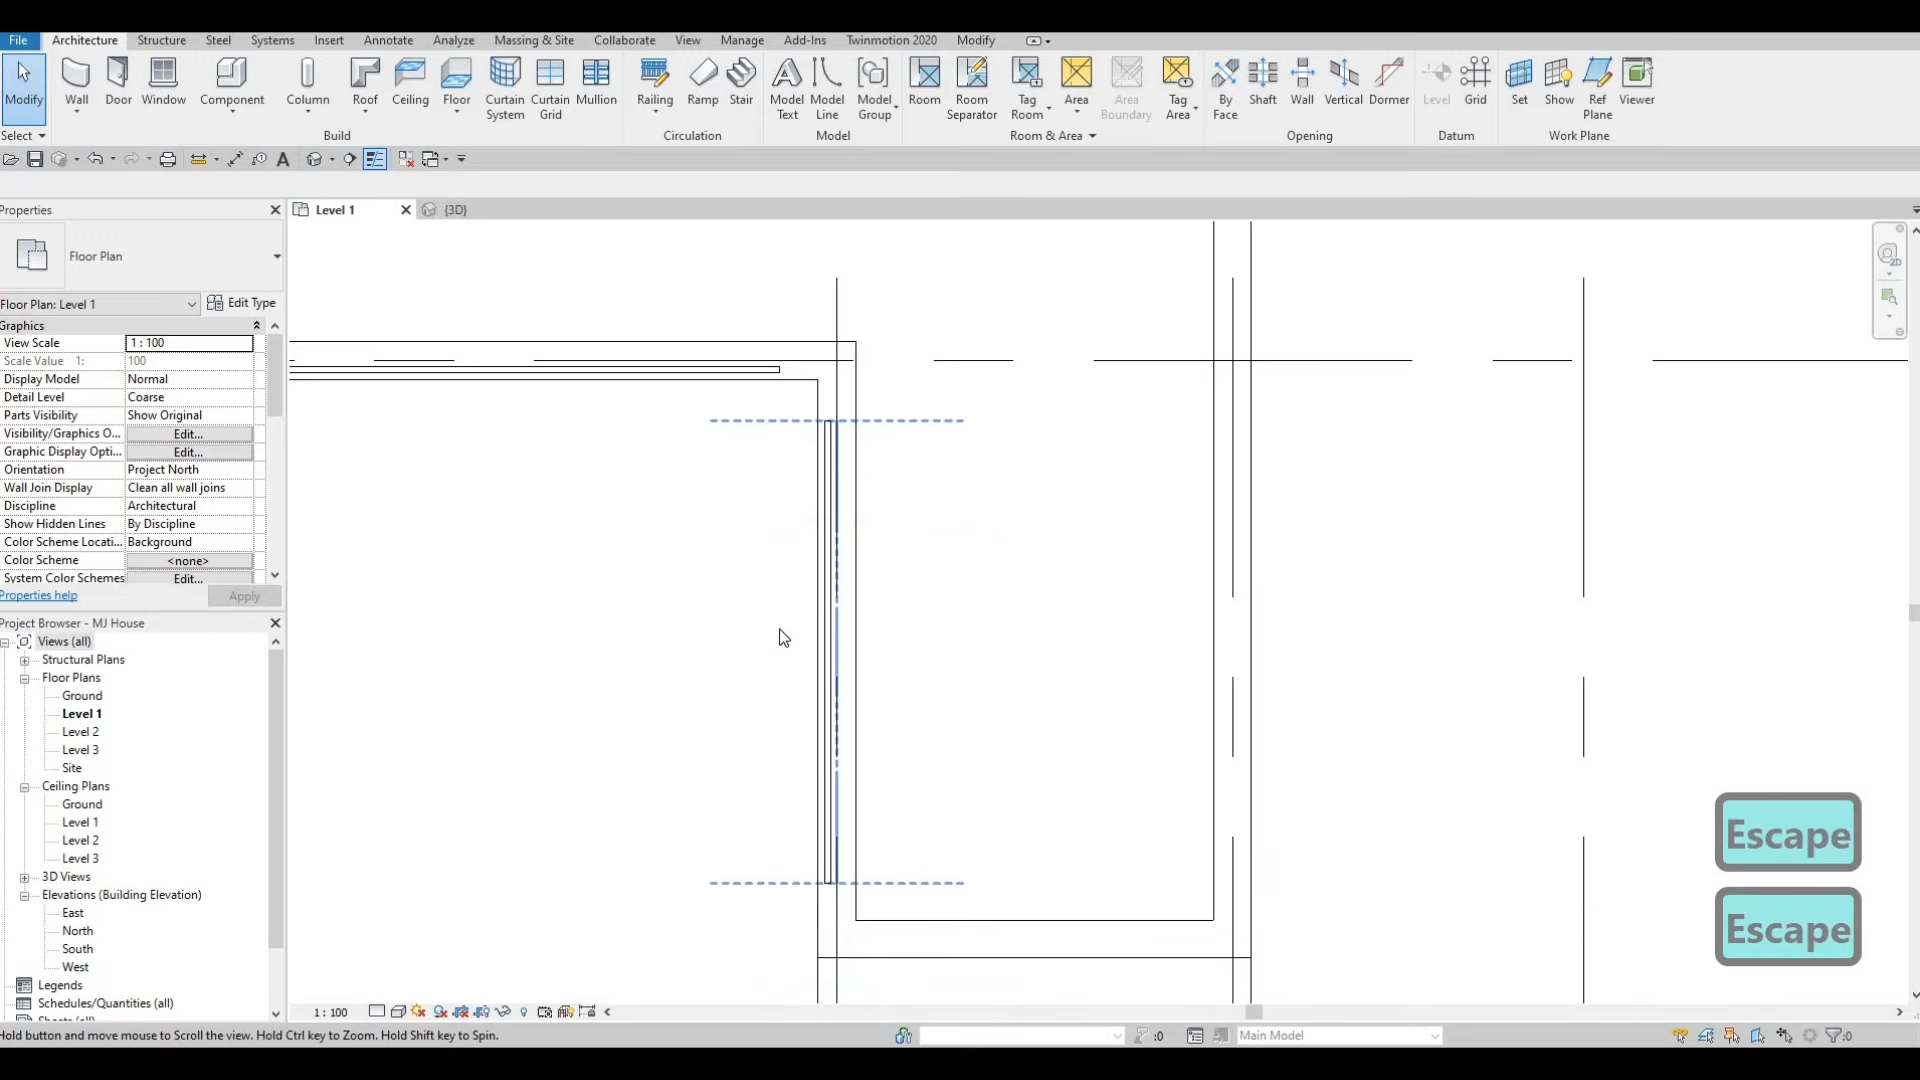 File Architecture Structure Steel Systems Insert Annotate Analyze Massing & Site Collaborate View Manage Add-Ins Twinmotion 2020 Modify
Modify Wall Door Window Component Column Roof Ceiling Floor Curtain System Curtain Grid Mullion Railing Ramp Stair Model Text Model Line Model Group Room Room Separator Tag Room Area Area Boundary Tag Area By Face Shaft Wall Vertical Dormer Level Grid Set Show Ref Plane Viewer
Select Build Circulation Model Room & Area Opening Datum Work Plane
Properties
Level 1 {3D}
Floor Plan
Floor Plan: Level 1 Edit Type
Graphics
View Scale 1 : 100
Scale Value 1: 100
Display Model Normal
Detail Level Coarse
Parts Visibility Show Original
Visibility/Graphics O... Edit...
Graphic Display Opti... Edit...
Orientation Project North
Wall Join Display Clean all wall joins
Discipline Architectural
Show Hidden Lines By Discipline
Color Scheme Locati... Background
Color Scheme <none>
System Color Schemes Edit...
Properties help Apply
Project Browser - MJ House
Views (all)
Structural Plans
Floor Plans
Ground
Level 1
Level 2
Level 3
Site
Ceiling Plans
Ground
Level 1
Level 2
Level 3
3D Views
Elevations (Building Elevation)
East
North
South
West
Legends
Schedules/Quantities (all)
Escape
Escape
1 : 100
Hold button and move mouse to Scroll the view. Hold Ctrl key to Zoom. Hold Shift key to Spin.
:0 Main Model :0